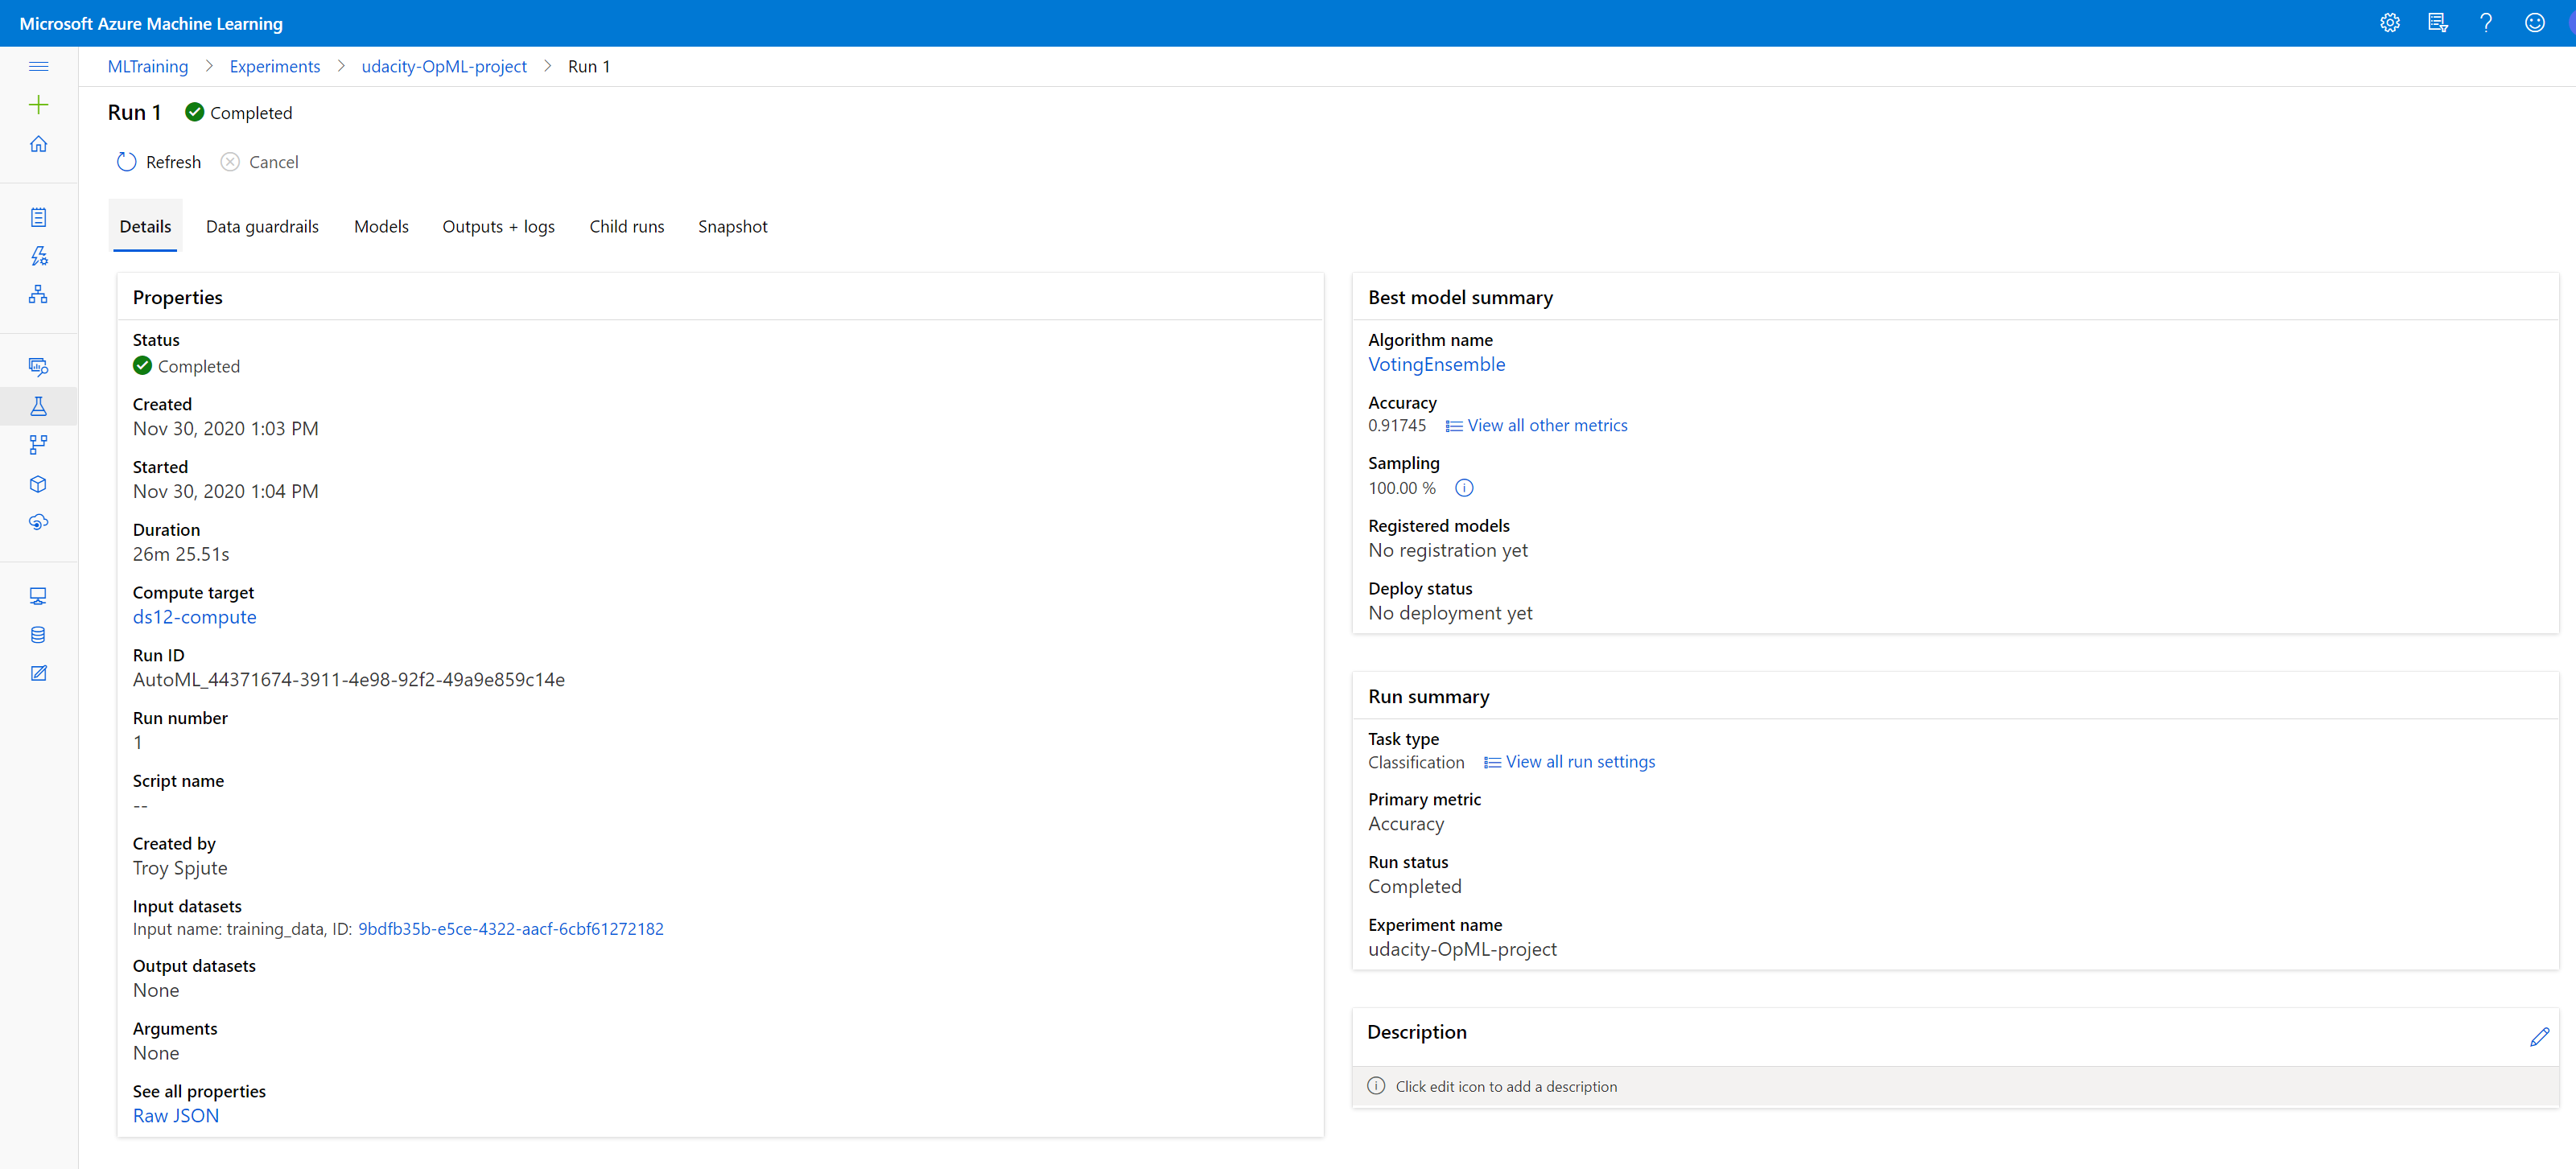 Microsoft Azure Machine Learning
MLTraining > Experiments > udacity-OpML-project > Run 1
Run 1 Completed
Refresh Cancel
Details Data guardrails Models Outputs + logs Child runs Snapshot
Properties
Status
Completed
Created
Nov 30, 2020 1:03 PM
Started
Nov 30, 2020 1:04 PM
Duration
26m 25.51s
Compute target
ds12-compute
Run ID
AutoML_44371674-3911-4e98-92f2-49a9e859c14e
Run number
1
Script name
--
Created by
Troy Spjute
Input datasets
Input name: training_data, ID: 9bdfb35b-e5ce-4322-aacf-6cbf61272182
Output datasets
None
Arguments
None
See all properties
Raw JSON
Best model summary
Algorithm name
VotingEnsemble
Accuracy
0.91745 View all other metrics
Sampling
100.00 %
Registered models
No registration yet
Deploy status
No deployment yet
Run summary
Task type
Classification View all run settings
Primary metric
Accuracy
Run status
Completed
Experiment name
udacity-OpML-project
Description
Click edit icon to add a description